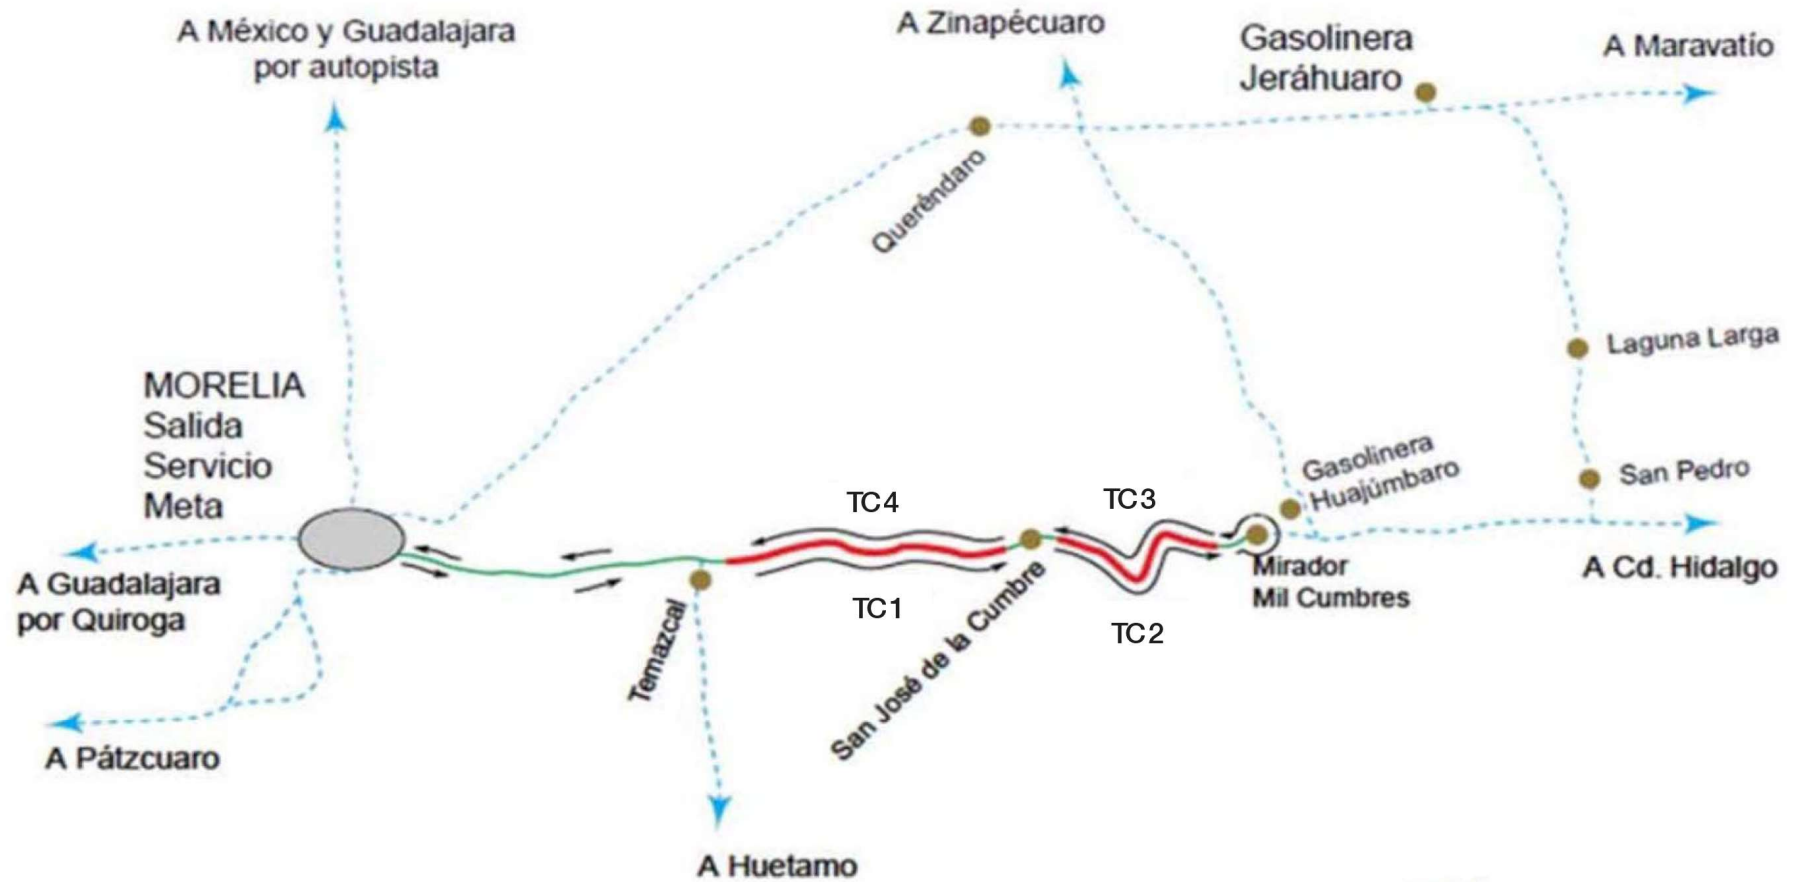 A México y Guadalajara
por autopista
A Zinapécuaro
Gasolinera
Jeráhuaro
A Maravatío
Queréndaro
Laguna Larga
MORELIA
Salida
Servicio
Meta
Gasolinera
Huajúmbaro
San Pedro
TC4
TC3
A Guadalajara
por Quiroga
Temazcal
TC1
San José de la Cumbre
TC2
Mirador
Mil Cumbres
A Cd. Hidalgo
A Pátzcuaro
A Huetamo